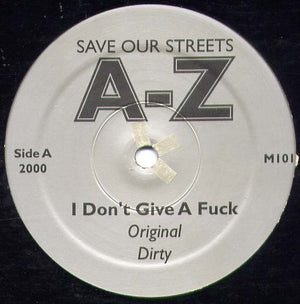 SAVE OUR STREETS
A-Z
Side A
2000
M101
I Don't Give A Fuck
Original
Dirty